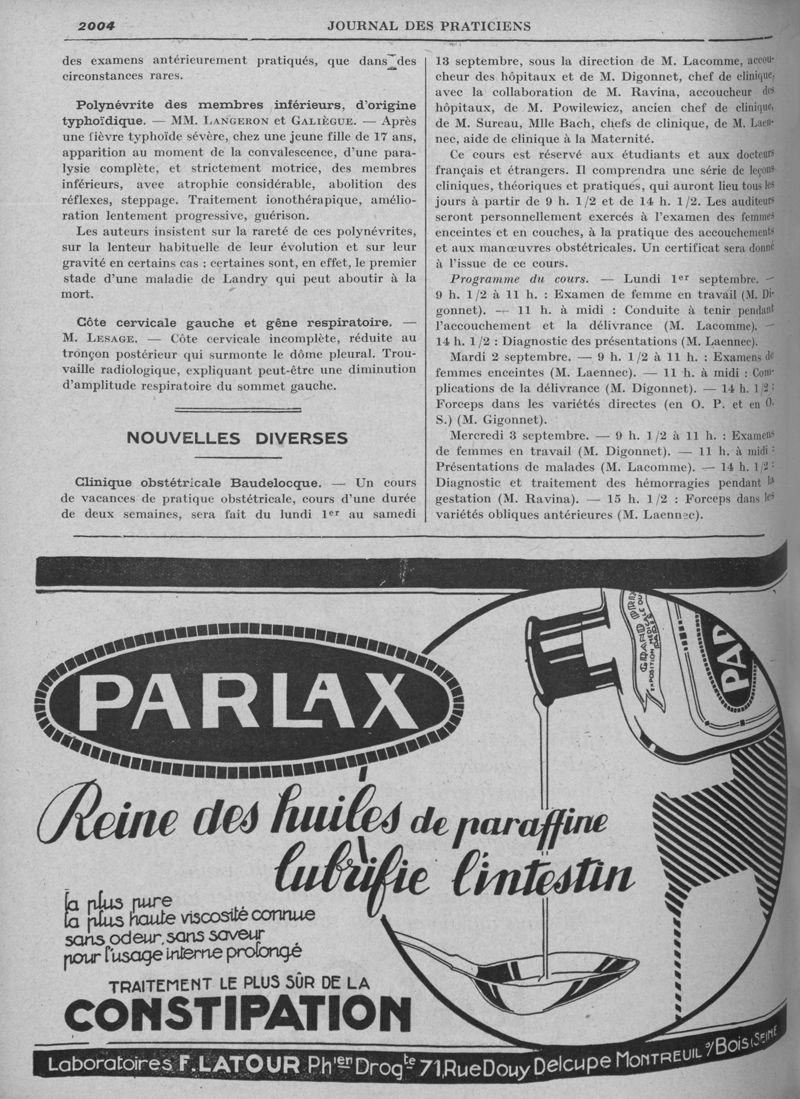 2004
JOURNAL DES PRATICIENS
des examens antérieurement pratiqués, que dans des
circonstances rares.
Polynévrite des membres inférieurs, d'origine
typhoïdique. — MM. LANGERON et GALIÈGUE. — Après
une fièvre typhoïde sévère, chez une jeune fille de 17 ans,
apparition au moment de la convalescence, d'une para-
lysie complète, et strictement motrice, des membres
inférieurs, avec atrophie considérable, abolition des
réflexes, steppage. Traitement ionothérapique, amélio-
ration lentement progressive, guérison.
Les auteurs insistent sur la rareté de ces polynévrites,
sur la lenteur habituelle de leur évolution et sur leur
gravité en certains cas : certaines sont, en effet, le premier
stade d'une maladie de Landry qui peut aboutir à la
mort.
Côte cervicale gauche et gêne respiratoire. —
M. LESAGE. — Côte cervicale incomplète, réduite au
tronçon postérieur qui surmonte le dôme pleural. Trou-
vaille radiologique, expliquant peut-être une diminution
d'amplitude respiratoire du sommet gauche.
NOUVELLES DIVERSES
Clinique obstétricale Baudelocque. — Un cours
de vacances de pratique obstétricale, cours d'une durée
de deux semaines, sera fait du lundi 1er au samedi
13 septembre, sous la direction de M. Lacomme, accou-
cheur des hôpitaux et de M. Digonnet, chef de clinique,
avec la collaboration de M. Ravina, accoucheur des
hôpitaux, de M. Powilewicz, ancien chef de clinique,
de M. Sureau, Mlle Bach, chefs de clinique, de M. Laen-
nec, aide de clinique à la Maternité.
Ce cours est réservé aux étudiants et aux docteurs
français et étrangers. Il comprendra une série de leçons
cliniques, théoriques et pratiques, qui auront lieu tous les
jours à partir de 9 h. 1/2 et de 14 h. 1/2. Les auditeurs
seront personnellement exercés à l'examen des femmes
enceintes et en couches, à la pratique des accouchements
et aux manœuvres obstétricales. Un certificat sera donné
à l'issue de ce cours.
Programme du cours. — Lundi 1er septembre. —
9 h. 1/2 à 11 h. : Examen de femme en travail (M. Di-
gonnet). — 11 h. à midi : Conduite à tenir pendant
l'accouchement et la délivrance (M. Lacomme). —
14 h. 1/2 : Diagnostic des présentations (M. Laennec).
Mardi 2 septembre. — 9 h. 1/2 à 11 h. : Examens de
femmes enceintes (M. Laennec). — 11 h. à midi : Com-
plications de la délivrance (M. Digonnet). — 14 h. 1/2 :
Forceps dans les variétés directes (en O. P. et en O.
S.) (M. Gigonnet).
Mercredi 3 septembre. — 9 h. 1/2 à 11 h. : Examens
de femmes en travail (M. Digonnet). — 11 h. à midi :
Présentations de malades (M. Lacomme). — 14 h. 1/2 :
Diagnostic et traitement des hémorragies pendant la
gestation (M. Ravina). — 15 h. 1/2 : Forceps dans les
variétés obliques antérieures (M. Laennec).
PARLAX
GRAND PRIX
EXPOSITION MÉDICALE DU
PARIS
PAR
Reine des huiles de paraffine
lubrifie l'intestin
la plus pure
la plus haute viscosité connue
sans odeur, sans saveur
pour l'usage interne prolongé
TRAITEMENT LE PLUS SÛR DE LA
CONSTIPATION
Laboratoires F. LATOUR Phien Drogte 71, Rue Douy Delcupe MONTREUIL s/Bois (SEINE